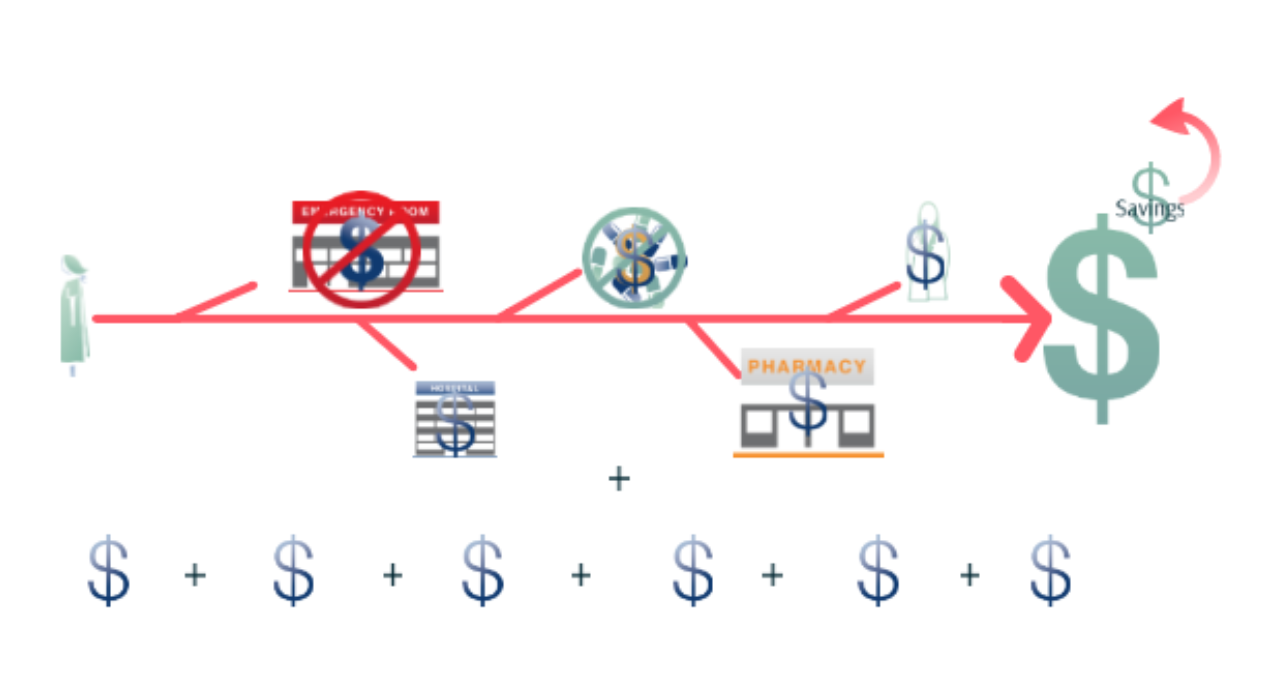 EMERGENCY ROOM
Savings
$
$
$
$
$
$
HOSPITAL
PHARMACY
$
$
+
$ + $ + $ + $ + $ + $